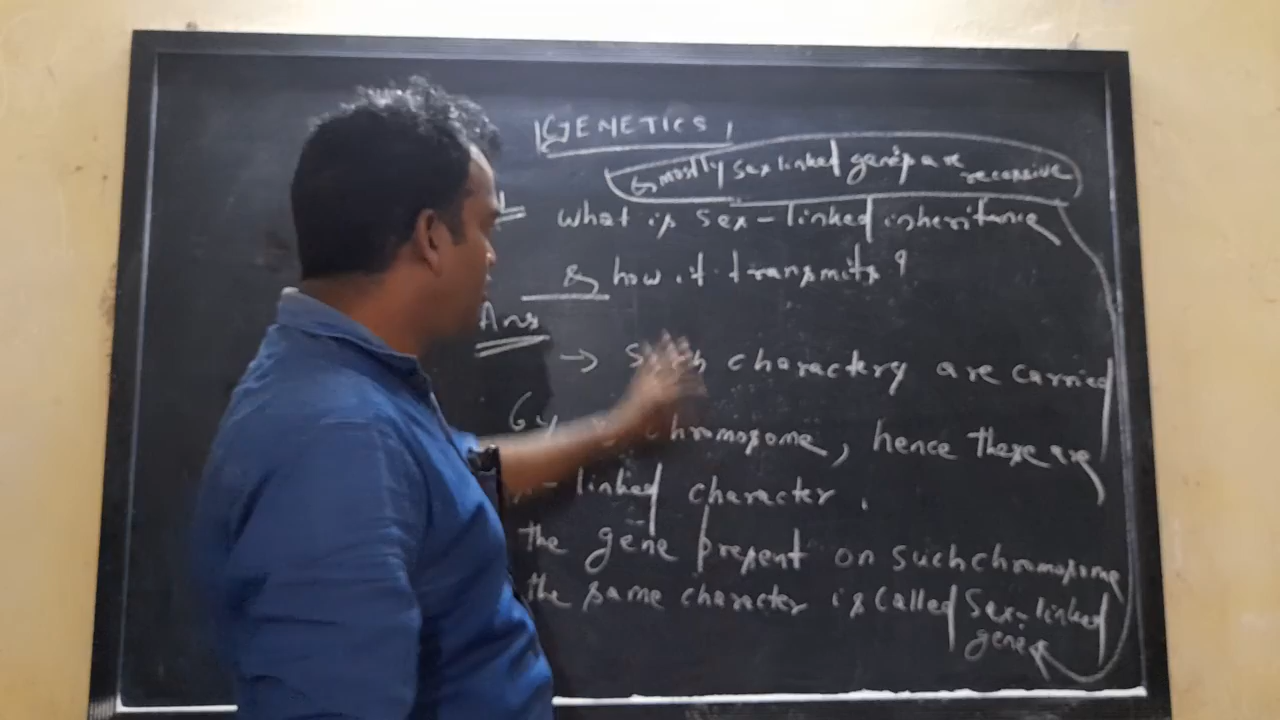 GENETICS
↳ mostly sex linked genes are recessive
what is sex-linked inheritance
& how it transmits ?
Ans
→ Such characters are carried
by chromosome, hence these are
- linked character.
the gene present on such chromosome
the same character is called Sex-linked
gene